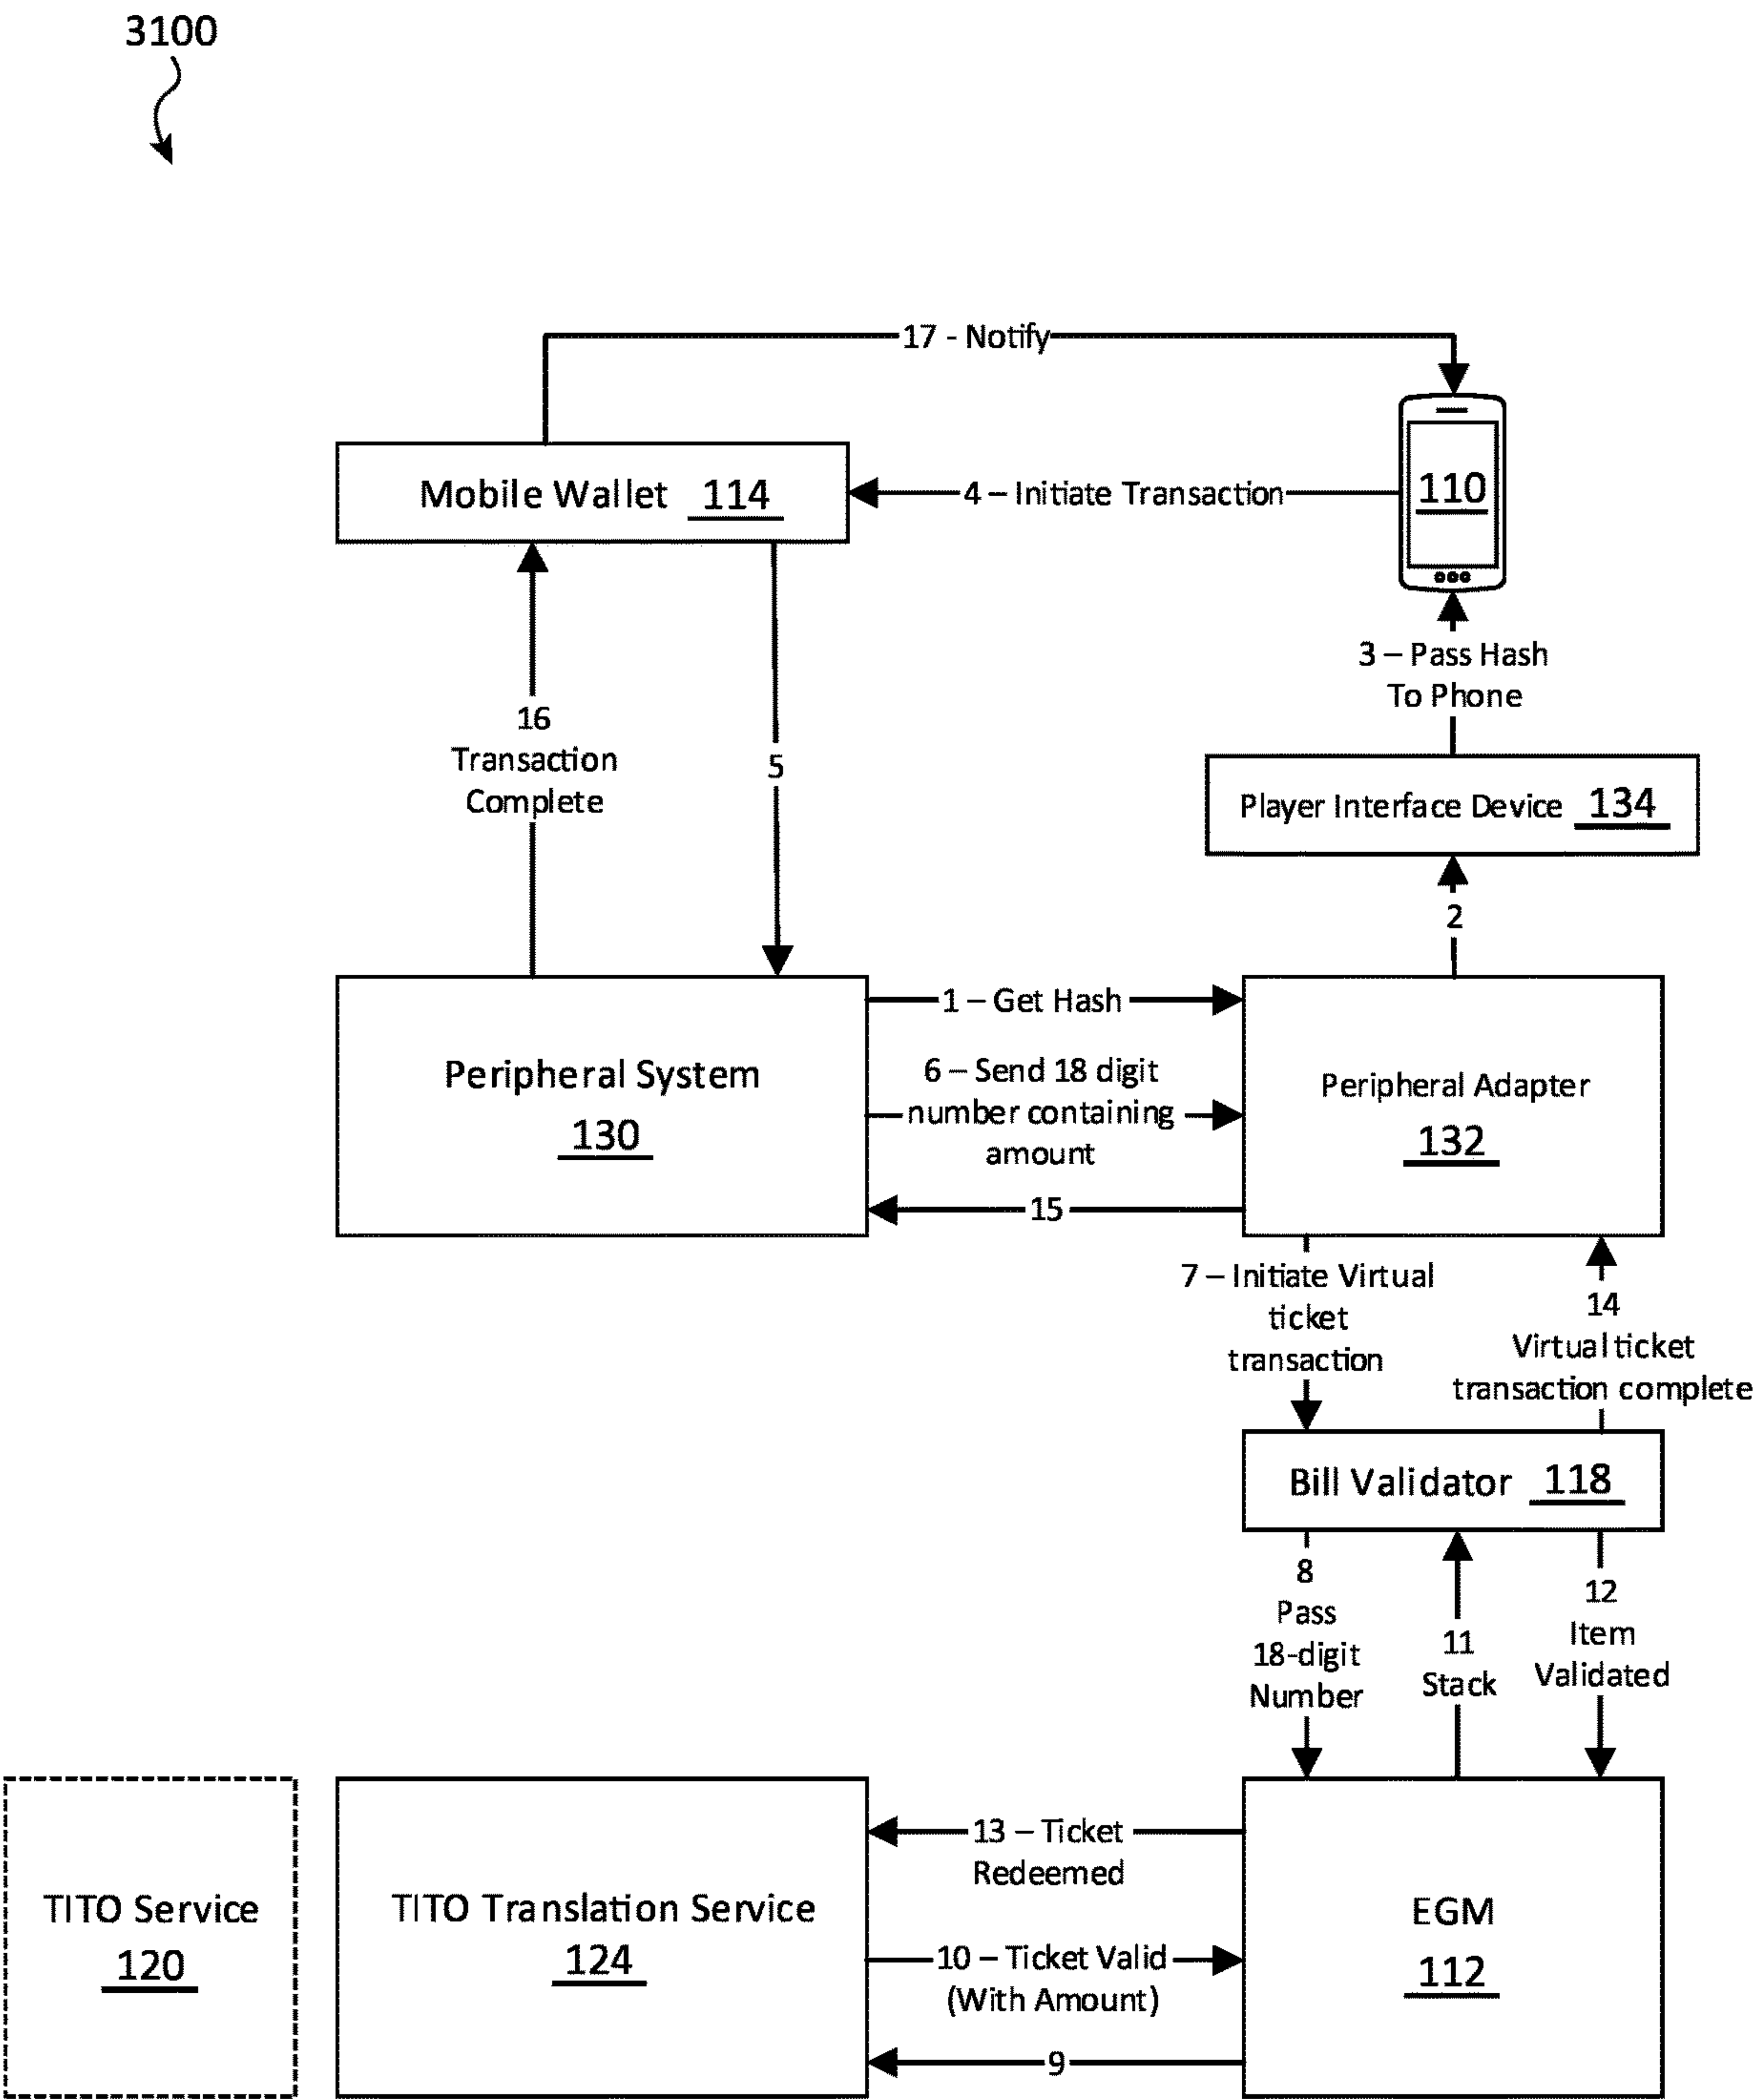 3100
17 - Notify
Mobile Wallet 114
4 – Initiate Transaction
110
3 – Pass Hash
To Phone
16
Transaction
Complete
5
Player Interface Device 134
2
1 – Get Hash
Peripheral System
130
6 – Send 18 digit
number containing
amount
Peripheral Adapter
132
15
7 – Initiate Virtual
ticket
transaction
14
Virtual ticket
transaction complete
Bill Validator 118
8
Pass
18-digit
Number
11
Stack
12
Item
Validated
TITO Service
120
TITO Translation Service
124
13 – Ticket
Redeemed
10 – Ticket Valid
(With Amount)
9
EGM
112